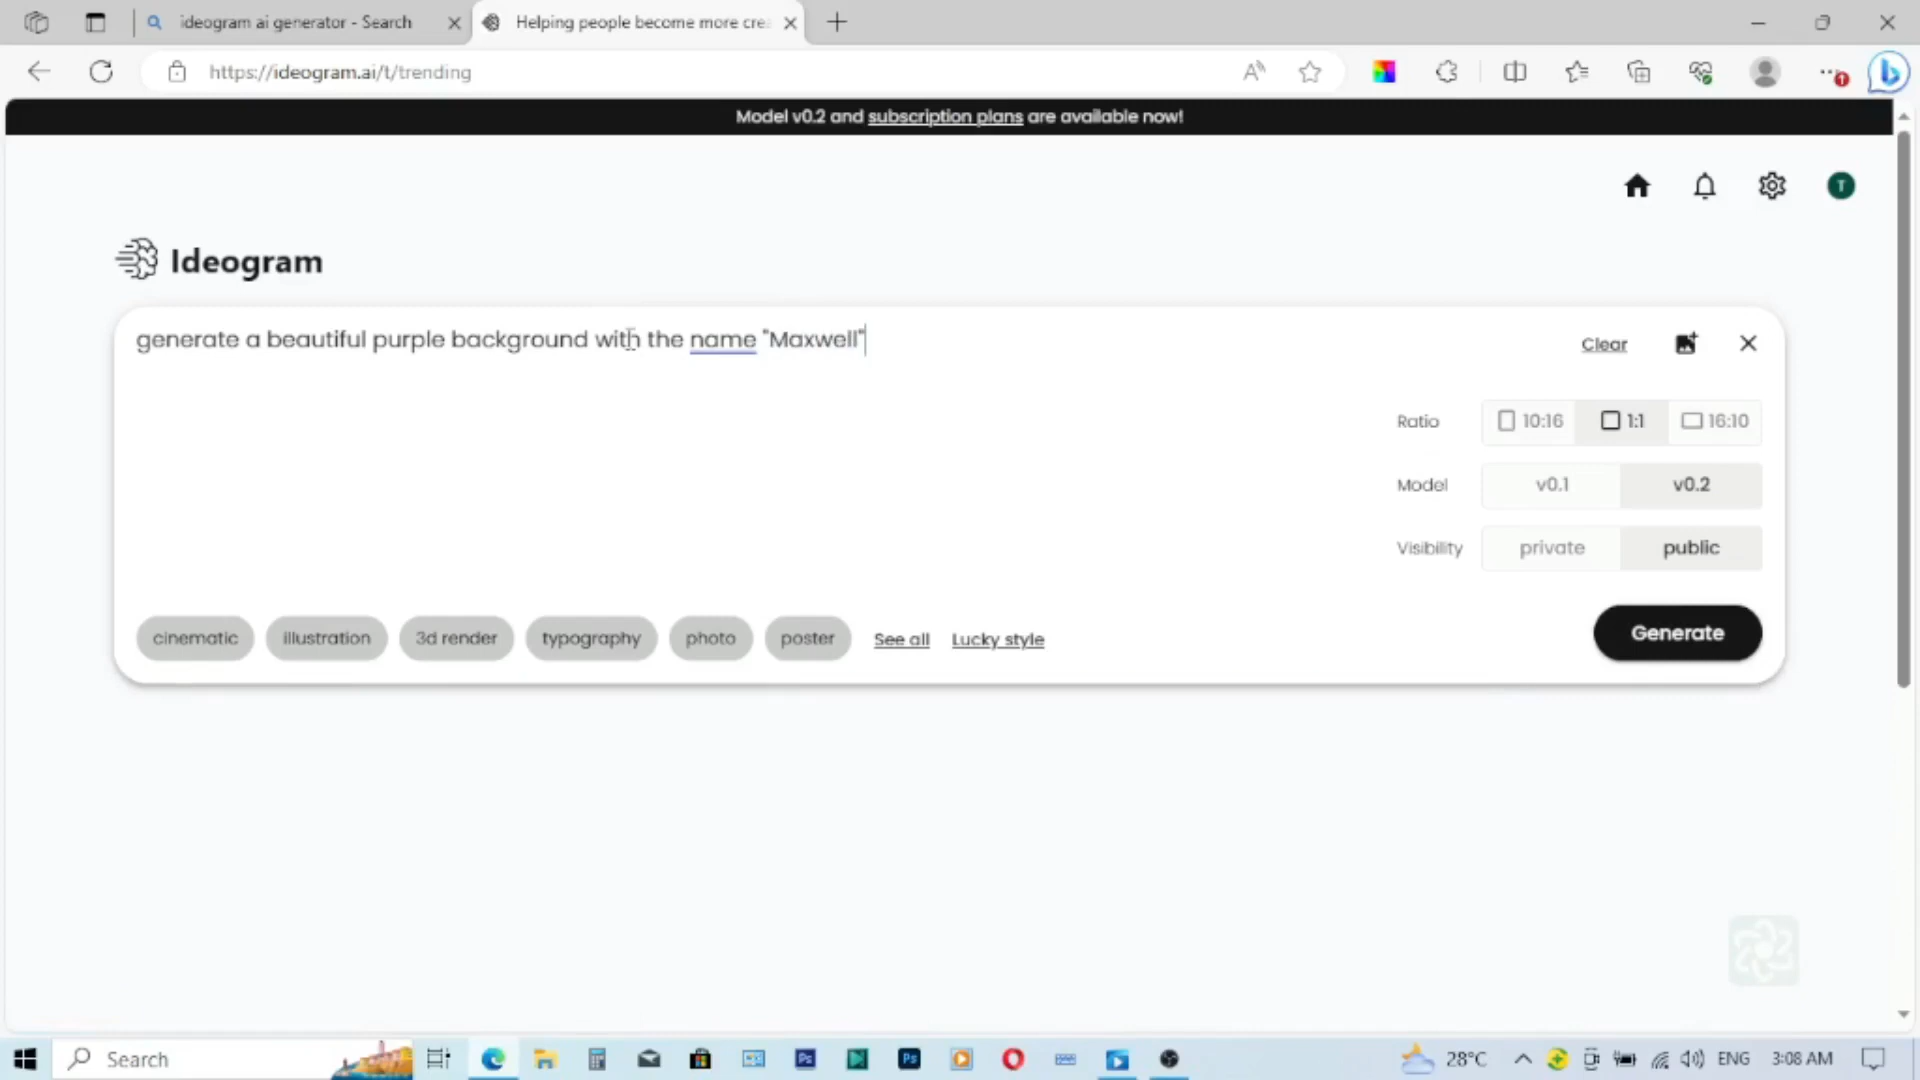 ideogram ai generator - Search
Helping people become more crea
https://ideogram.ai/t/trending
Model v0.2 and subscription plans are available now!
T
Ideogram
generate a beautiful purple background with the name "Maxwell"
Clear
Ratio 10:16 1:1 16:10
Model v0.1 v0.2
Visibility private public
cinematic illustration 3d render typography photo poster See all Lucky style
Generate
Search Ps Ps 28°C ENG 3:08 AM